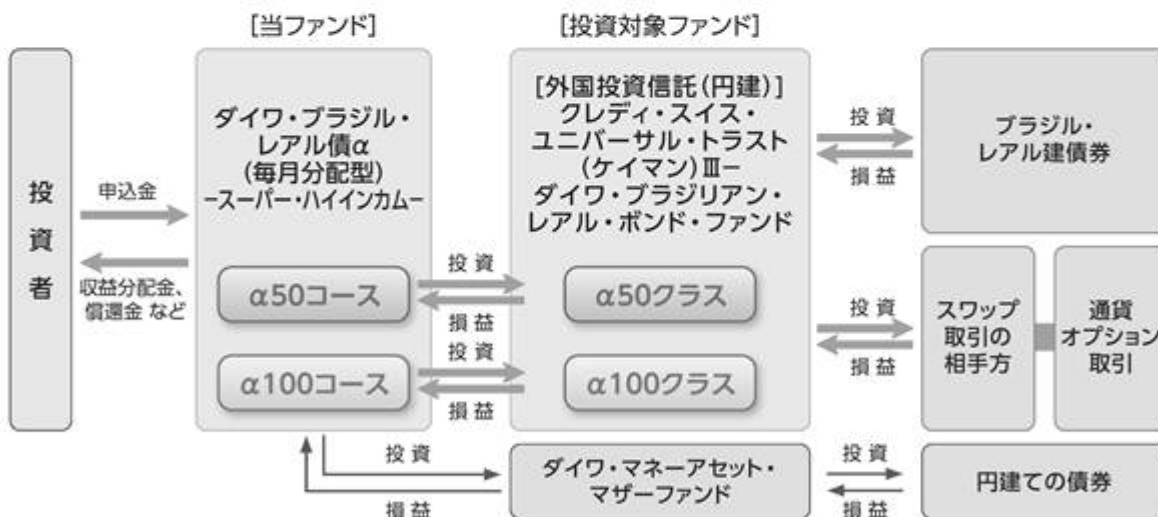 [当ファンド]
[投資対象ファンド]
投資者
申込金
収益分配金、
償還金 など
ダイワ・ブラジル・
レアル債α
(毎月分配型)
-スーパー・ハイインカム-
α50コース
α100コース
投資
損益
投資
損益
[外国投資信託(円建)]
クレディ・スイス・
ユニバーサル・トラスト
(ケイマン)Ⅲ-
ダイワ・ブラジリアン・
レアル・ボンド・ファンド
α50クラス
α100クラス
投資
損益
ブラジル・
レアル建債券
投資
損益
スワップ
取引の
相手方
通貨
オプション
取引
投資
損益
ダイワ・マネーアセット・
マザーファンド
投資
損益
円建ての債券